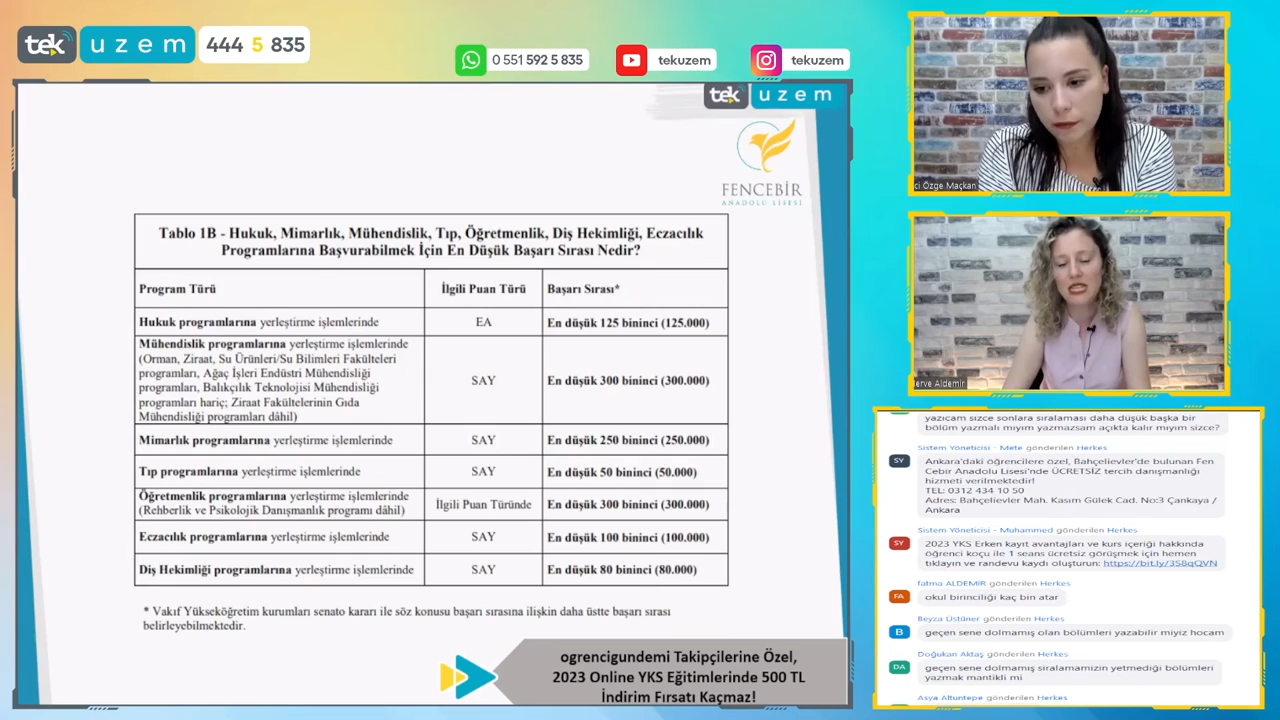 tek uzem 444 5 835
0 551 592 5 835
tekuzem
tekuzem
tek uzem
FENCEBİR
ANADOLU LİSESİ
Tablo 1B - Hukuk, Mimarlık, Mühendislik, Tıp, Öğretmenlik, Diş Hekimliği, Eczacılık
Programlarına Başvurabilmek İçin En Düşük Başarı Sırası Nedir?
Program Türü İlgili Puan Türü Başarı Sırası*
Hukuk programlarına yerleştirme işlemlerinde EA En düşük 125 bininci (125.000)
Mühendislik programlarına yerleştirme işlemlerinde
(Orman, Ziraat, Su Ürünleri/Su Bilimleri Fakülteleri
programları, Ağaç İşleri Endüstri Mühendisliği
programları, Balıkçılık Teknolojisi Mühendisliği
programları hariç; Ziraat Fakültelerinin Gıda
Mühendisliği programları dâhil)
SAY En düşük 300 bininci (300.000)
Mimarlık programlarına yerleştirme işlemlerinde SAY En düşük 250 bininci (250.000)
Tıp programlarına yerleştirme işlemlerinde SAY En düşük 50 bininci (50.000)
Öğretmenlik programlarına yerleştirme işlemlerinde
(Rehberlik ve Psikolojik Danışmanlık programı dâhil)
İlgili Puan Türünde En düşük 300 bininci (300.000)
Eczacılık programlarına yerleştirme işlemlerinde SAY En düşük 100 bininci (100.000)
Diş Hekimliği programlarına yerleştirme işlemlerinde SAY En düşük 80 bininci (80.000)
* Vakıf Yükseköğretim kurumları senato kararı ile söz konusu başarı sırasına ilişkin daha üstte başarı sırası
belirleyebilmektedir.
ogrencigundemi Takipçilerine Özel,
2023 Online YKS Eğitimlerinde 500 TL
İndirim Fırsatı Kaçmaz!
ci Özge Maçkan
Merve Aldemir
yazıcam sizce sonlara sıralaması daha düşük başka bir
bölüm yazmalı mıyım yazmazsam açıkta kalır mıyım sizce?
Sistem Yöneticisi - Mete gönderilen Herkes
SY
Ankara'daki öğrencilere özel, Bahçelievler'de bulunan Fen
Cebir Anadolu Lisesi'nde ÜCRETSİZ tercih danışmanlığı
hizmeti verilmektedir!
TEL: 0312 434 10 50
Adres: Bahçelievler Mah. Kasım Gülek Cad. No:3 Çankaya /
Ankara
Sistem Yöneticisi - Muhammed gönderilen Herkes
SY
2023 YKS Erken kayıt avantajları ve kurs içeriği hakkında
öğrenci koçu ile 1 seans ücretsiz görüşmek için hemen
tıklayın ve randevu kaydı oluşturun: https://bit.ly/3S8qQVN
fatma ALDEMİR gönderilen Herkes
FA
okul birinciliği kaç bin atar
Beyza Üstüner gönderilen Herkes
B
geçen sene dolmamış olan bölümleri yazabilir miyiz hocam
Doğukan Aktaş gönderilen Herkes
DA
geçen sene dolmamış siralamamizin yetmediği bölümleri
yazmak mantikli mi
Asya Altuntepe gönderilen Herkes